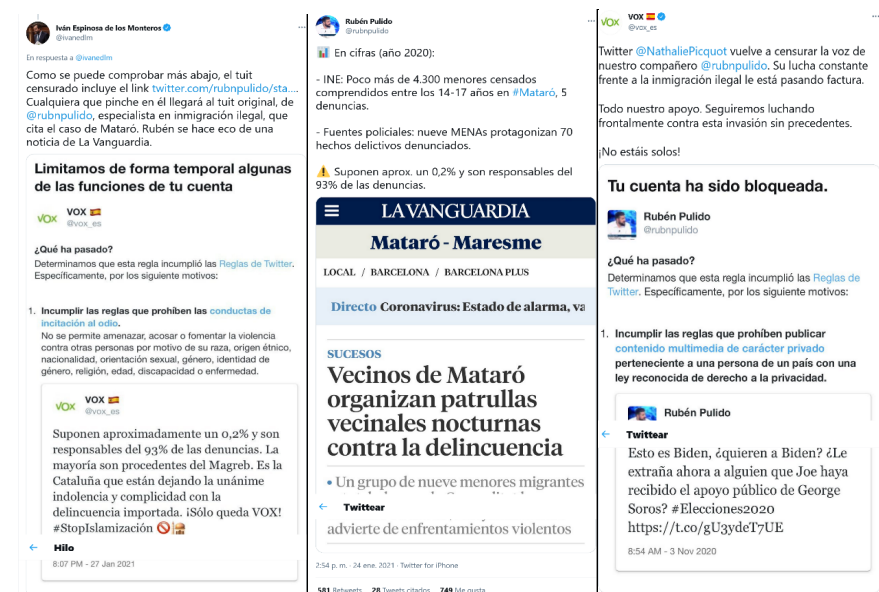 Iván Espinosa de los Monteros
@ivanedlm
En respuesta a @ivanedlm
Como se puede comprobar más abajo, el tuit
censurado incluye el link twitter.com/rubnpulido/sta....
Cualquiera que pinche en él llegará al tuit original, de
@rubnpulido, especialista en inmigración ilegal, que
cita el caso de Mataró. Rubén se hace eco de una
noticia de La Vanguardia.
Limitamos de forma temporal algunas
de las funciones de tu cuenta
VOX
VOX
@vox_es
¿Qué ha pasado?
Determinamos que esta regla incumplió las Reglas de Twitter.
Específicamente, por los siguiente motivos:
1. Incumplir las reglas que prohíben las conductas de
incitación al odio.
No se permite amenazar, acosar o fomentar la violencia
contra otras personas por motivo de su raza, origen étnico,
nacionalidad, orientación sexual, género, identidad de
género, religión, edad, discapacidad o enfermedad.
VOX
VOX
@vox_es
Suponen aproximadamente un 0,2% y son
responsables del 93% de las denuncias. La
mayoría son procedentes del Magreb. Es la
Cataluña que están dejando la unánime
indolencia y complicidad con la
delincuencia importada. ¡Sólo queda VOX!
#StopIslamización
← Hilo
8:07 PM - 27 Jan 2021
Rubén Pulido
@rubnpulido
📊 En cifras (año 2020):
- INE: Poco más de 4.300 menores censados
comprendidos entre los 14-17 años en #Mataró, 5
denuncias.
- Fuentes policiales: nueve MENAs protagonizan 70
hechos delictivos denunciados.
⚠️ Suponen aprox. un 0,2% y son responsables del
93% de las denuncias.
LA VANGUARDIA
Mataró - Maresme
LOCAL / BARCELONA / BARCELONA PLUS
Directo Coronavirus: Estado de alarma, va
SUCESOS
Vecinos de Mataró
organizan patrullas
vecinales nocturnas
contra la delincuencia
• Un grupo de nueve menores migrantes
← Twittear
advierte de enfrentamientos violentos
2:54 p. m. · 24 ene. 2021 · Twitter for iPhone
581 Retweets 28 Tweets citados 749 Me gusta
VOX
VOX
@vox_es
Twitter @NathaliePicquot vuelve a censurar la voz de
nuestro compañero @rubnpulido. Su lucha constante
frente a la inmigración ilegal le está pasando factura.
Todo nuestro apoyo. Seguiremos luchando
frontalmente contra esta invasión sin precedentes.
¡No estáis solos!
Tu cuenta ha sido bloqueada.
Rubén Pulido
@rubnpulido
¿Qué ha pasado?
Determinamos que esta regla incumplió las Reglas de
Twitter. Específicamente, por los siguiente motivos:
1. Incumplir las reglas que prohíben publicar
contenido multimedia de carácter privado
perteneciente a una persona de un país con una
ley reconocida de derecho a la privacidad.
Rubén Pulido
← Twittear
Esto es Biden, ¿quieren a Biden? ¿Le
extraña ahora a alguien que Joe haya
recibido el apoyo público de George
Soros? #Elecciones2020
https://t.co/gU3ydeT7UE
8:54 AM - 3 Nov 2020